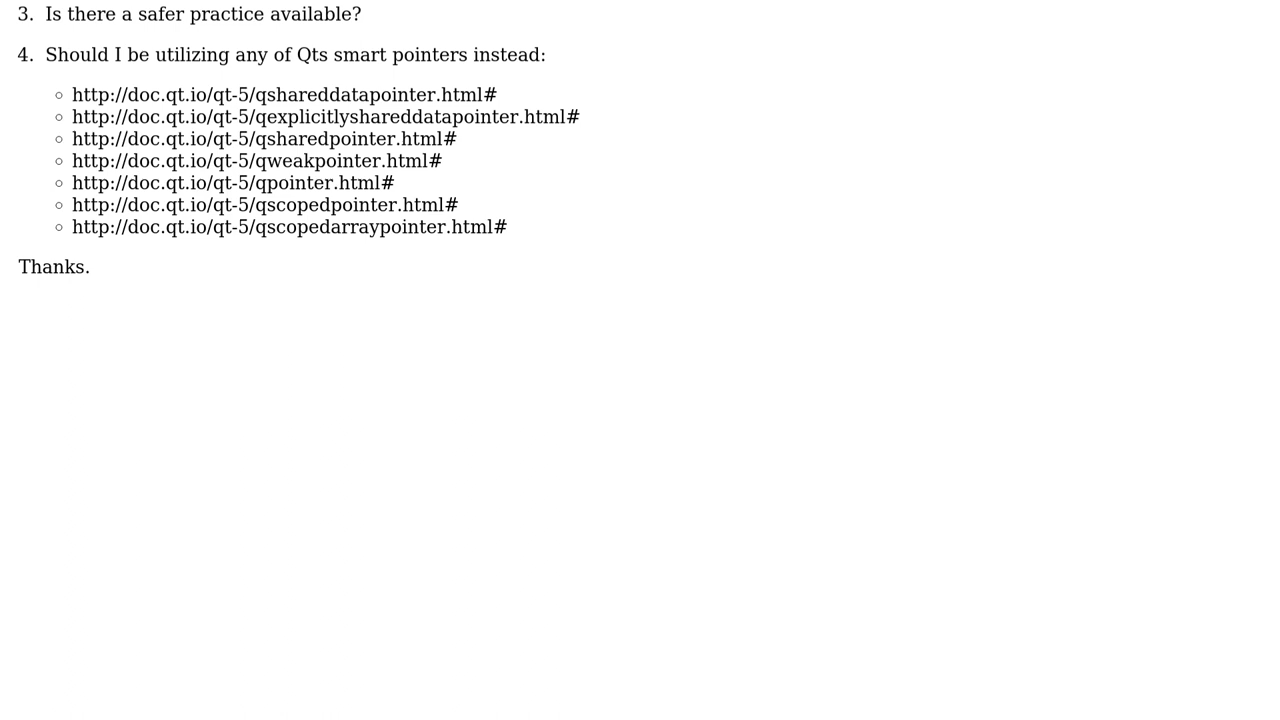 3. Is there a safer practice available?
4. Should I be utilizing any of Qts smart pointers instead:
http://doc.qt.io/qt-5/qshareddatapointer.html#
http://doc.qt.io/qt-5/qexplicitlyshareddatapointer.html#
http://doc.qt.io/qt-5/qsharedpointer.html#
http://doc.qt.io/qt-5/qweakpointer.html#
http://doc.qt.io/qt-5/qpointer.html#
http://doc.qt.io/qt-5/qscopedpointer.html#
http://doc.qt.io/qt-5/qscopedarraypointer.html#
Thanks.